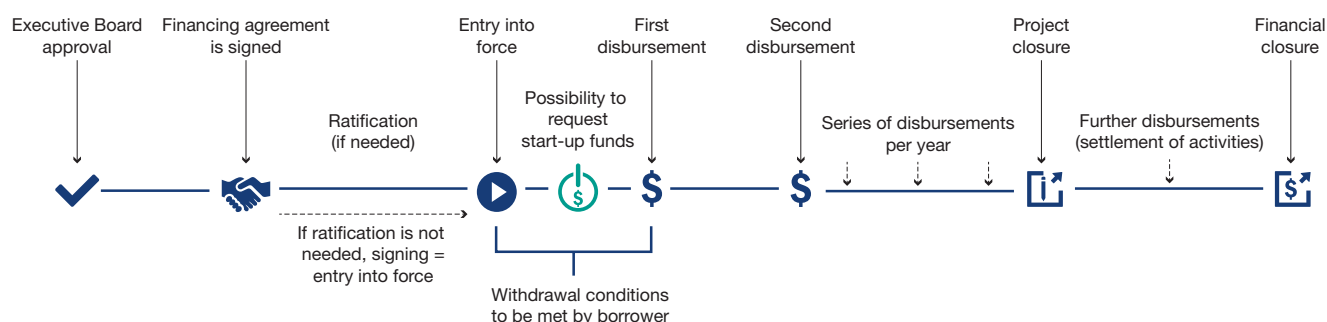 Executive Board
approval
Financing agreement
is signed
Entry into
force
First
disbursement
Second
disbursement
Project
closure
Financial
closure
Ratification
(if needed)
Possibility to
request
start-up funds
Series of disbursements
per year
Further disbursements
(settlement of activities)
$
$
$
$
If ratification is not
needed, signing =
entry into force
Withdrawal conditions
to be met by borrower